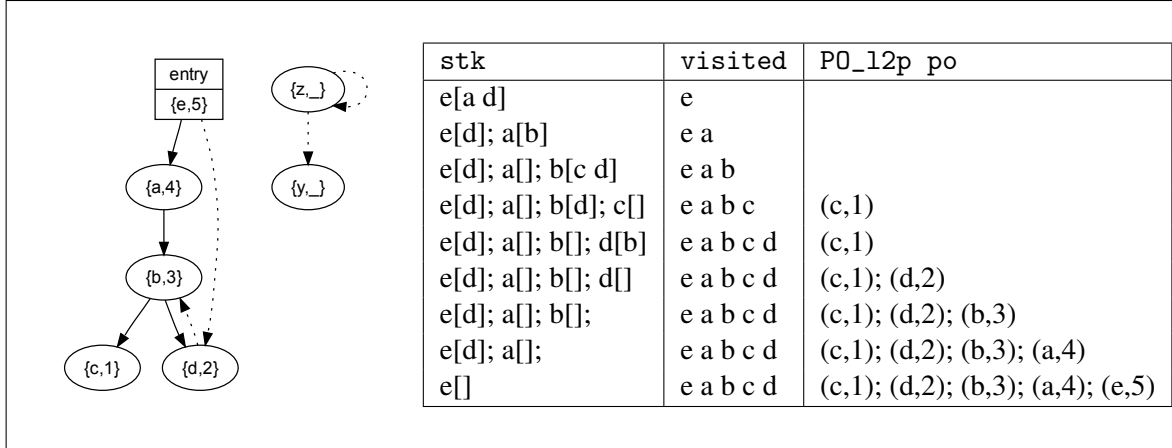 entry
{e,5}
{z,_}
{a,4}
{y,_}
{b,3}
{c,1}
{d,2}
stk visited PO_l2p po
e[a d] e
e[d]; a[b] e a
e[d]; a[]; b[c d] e a b
e[d]; a[]; b[d]; c[] e a b c (c,1)
e[d]; a[]; b[]; d[b] e a b c d (c,1)
e[d]; a[]; b[]; d[] e a b c d (c,1); (d,2)
e[d]; a[]; b[]; e a b c d (c,1); (d,2); (b,3)
e[d]; a[]; e a b c d (c,1); (d,2); (b,3); (a,4)
e[] e a b c d (c,1); (d,2); (b,3); (a,4); (e,5)